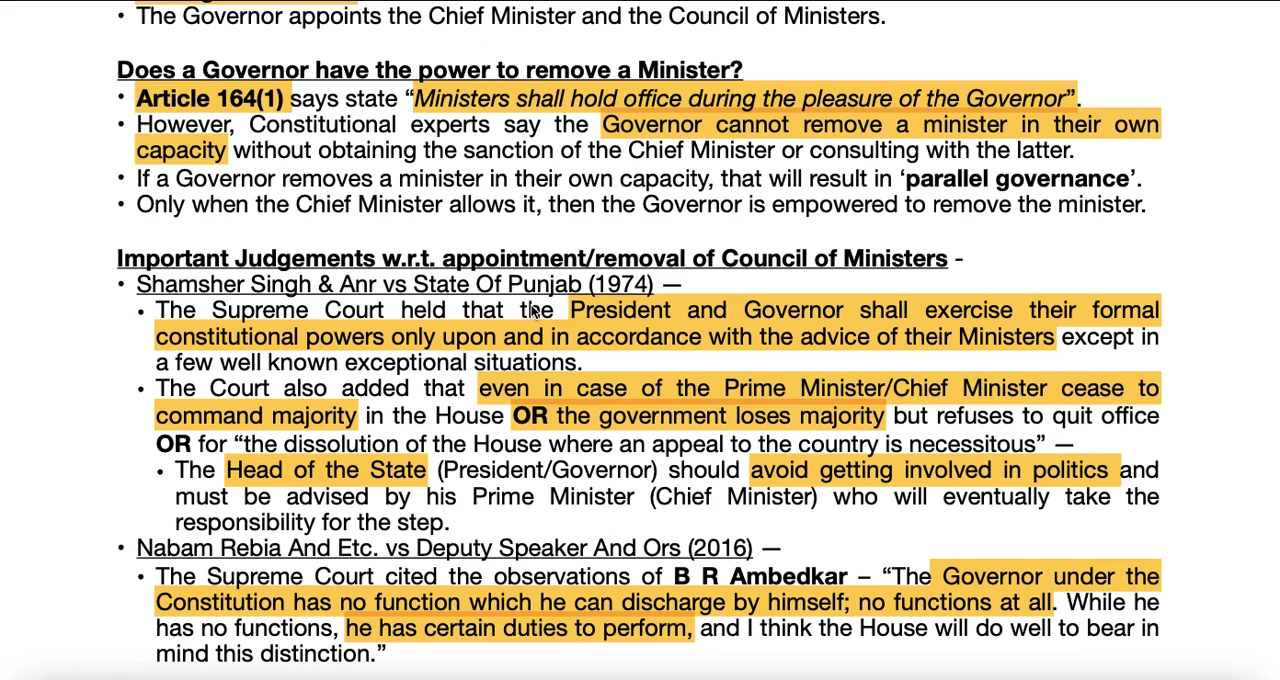 • The Governor appoints the Chief Minister and the Council of Ministers.
Does a Governor have the power to remove a Minister?
• Article 164(1) says state “Ministers shall hold office during the pleasure of the Governor”.
• However, Constitutional experts say the Governor cannot remove a minister in their own
capacity without obtaining the sanction of the Chief Minister or consulting with the latter.
• If a Governor removes a minister in their own capacity, that will result in ‘parallel governance’.
• Only when the Chief Minister allows it, then the Governor is empowered to remove the minister.
Important Judgements w.r.t. appointment/removal of Council of Ministers -
• Shamsher Singh & Anr vs State Of Punjab (1974) —
• The Supreme Court held that the President and Governor shall exercise their formal
constitutional powers only upon and in accordance with the advice of their Ministers except in
a few well known exceptional situations.
• The Court also added that even in case of the Prime Minister/Chief Minister cease to
command majority in the House OR the government loses majority but refuses to quit office
OR for “the dissolution of the House where an appeal to the country is necessitous” —
• The Head of the State (President/Governor) should avoid getting involved in politics and
must be advised by his Prime Minister (Chief Minister) who will eventually take the
responsibility for the step.
• Nabam Rebia And Etc. vs Deputy Speaker And Ors (2016) —
• The Supreme Court cited the observations of B R Ambedkar – “The Governor under the
Constitution has no function which he can discharge by himself; no functions at all. While he
has no functions, he has certain duties to perform, and I think the House will do well to bear in
mind this distinction.”